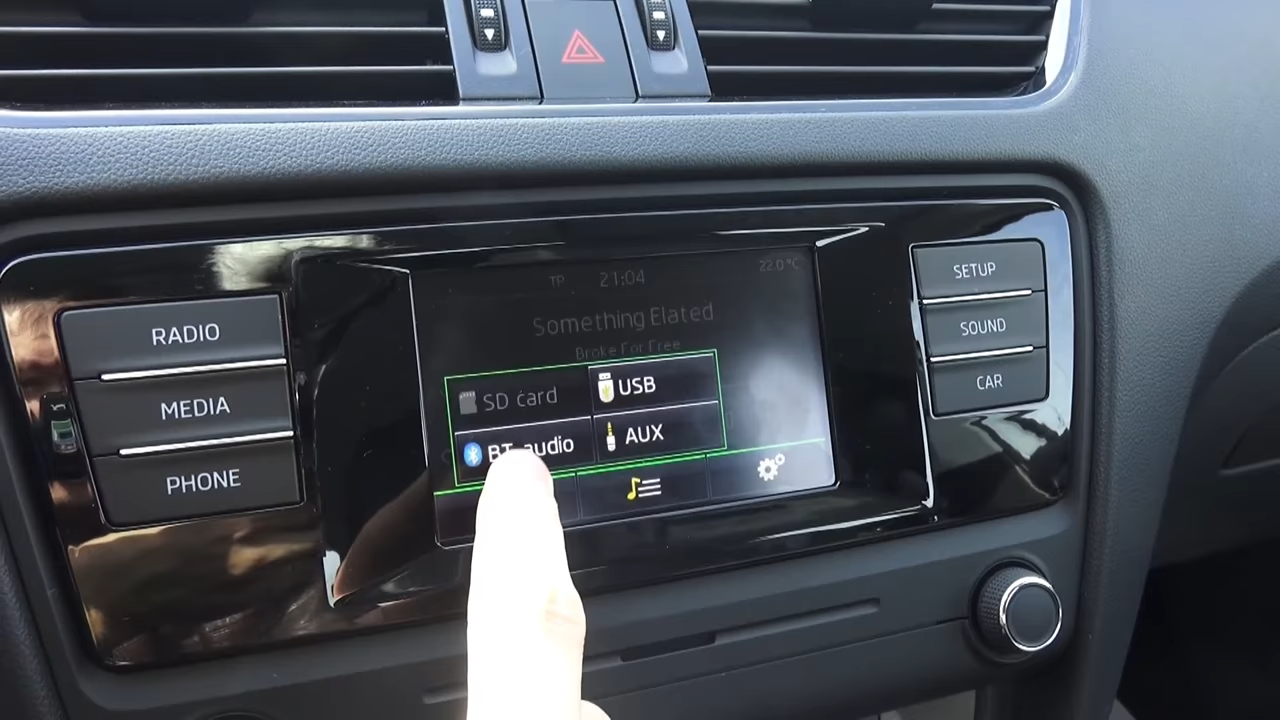 TP 21:04 22.0 °C
Something Elated
Broke For Free
SD card USB
BT audio AUX
RADIO
MEDIA
PHONE
SETUP
SOUND
CAR